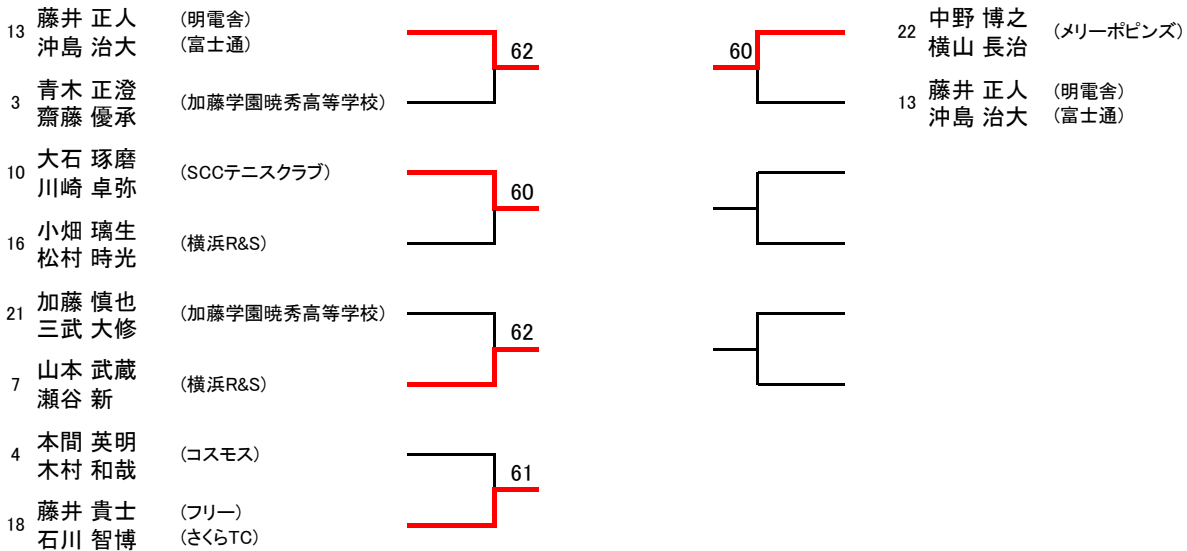 13 藤井 正人 (明電舎)
沖島 治大 (富士通)
62
3 青木 正澄 (加藤学園暁秀高等学校)
齋藤 優承
10 大石 琢磨 (SCCテニスクラブ)
川崎 卓弥
60
16 小畑 璃生 (横浜R&S)
松村 時光
21 加藤 慎也 (加藤学園暁秀高等学校)
三武 大修
62
7 山本 武蔵 (横浜R&S)
瀬谷 新
4 本間 英明 (コスモス)
木村 和哉
61
18 藤井 貴士 (フリー)
石川 智博 (さくらTC)
22 中野 博之 (メリーポピンズ)
横山 長治
60
13 藤井 正人 (明電舎)
沖島 治大 (富士通)